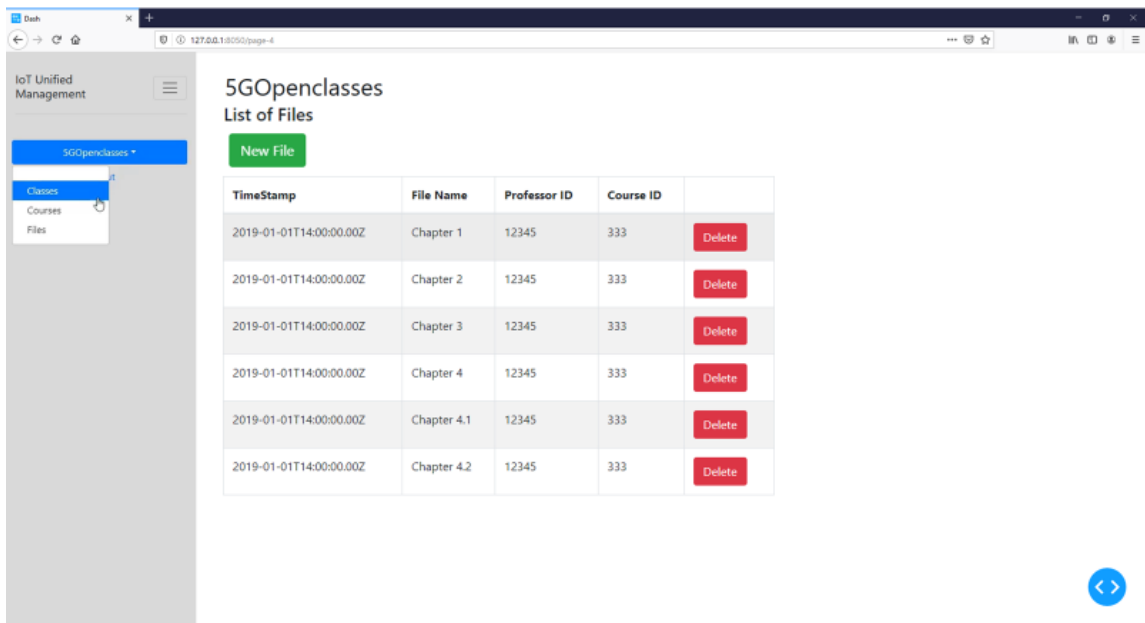 Dash
127.0.0.1:8050/page-4
IoT Unified
Management
5GOpenclasses
Classes
Courses
Files
5GOpenclasses
List of Files
New File
TimeStamp File Name Professor ID Course ID
2019-01-01T14:00:00.00Z Chapter 1 12345 333 Delete
2019-01-01T14:00:00.00Z Chapter 2 12345 333 Delete
2019-01-01T14:00:00.00Z Chapter 3 12345 333 Delete
2019-01-01T14:00:00.00Z Chapter 4 12345 333 Delete
2019-01-01T14:00:00.00Z Chapter 4.1 12345 333 Delete
2019-01-01T14:00:00.00Z Chapter 4.2 12345 333 Delete